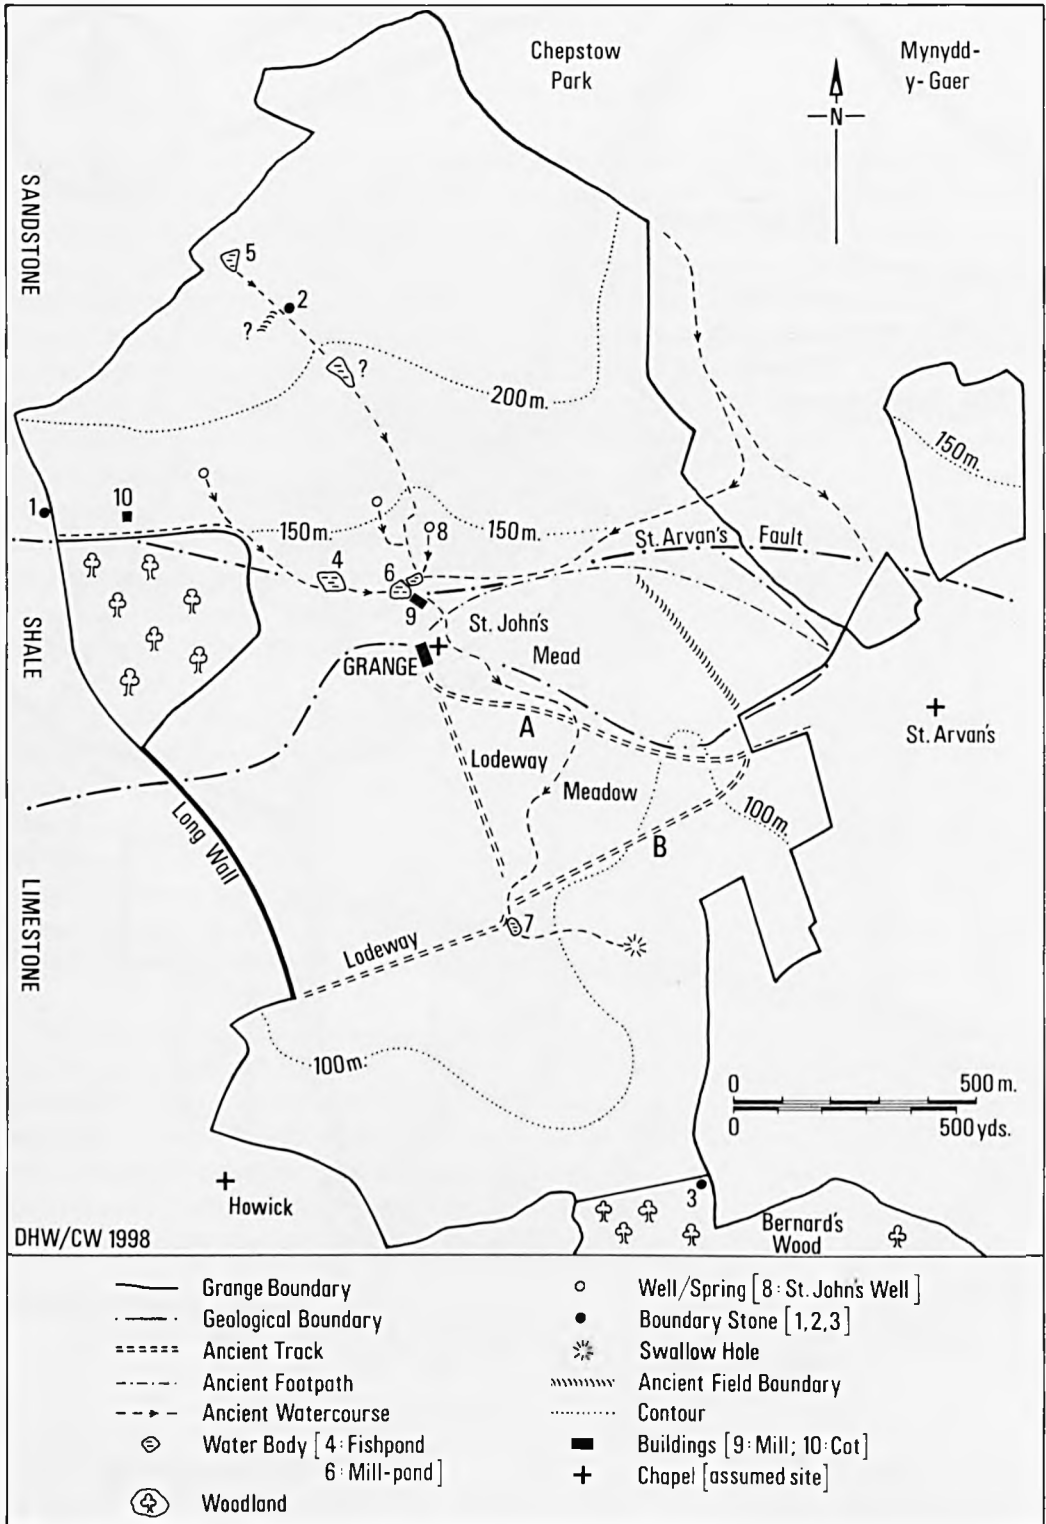 Chepstow
Park
Mynydd-
y-Gaer
N
SANDSTONE
5
2
?
?
200m.
150m.
1
10
150m.
8
150m.
St. Arvan's Fault
4
6
9
St. John's
Mead
SHALE
GRANGE
A
St. Arvan's
Lodeway
Meadow
100m.
Long Wall
B
LIMESTONE
7
Lodeway
100m.
0 500 m.
0 500 yds.
Howick
3
Bernard's
Wood
DHW/CW 1998
Grange Boundary
Geological Boundary
Ancient Track
Ancient Footpath
Ancient Watercourse
Water Body [4: Fishpond
6: Mill-pond]
Woodland
Well/Spring [8: St. John's Well]
Boundary Stone [1,2,3]
Swallow Hole
Ancient Field Boundary
Contour
Buildings [9: Mill; 10: Cot]
Chapel [assumed site]